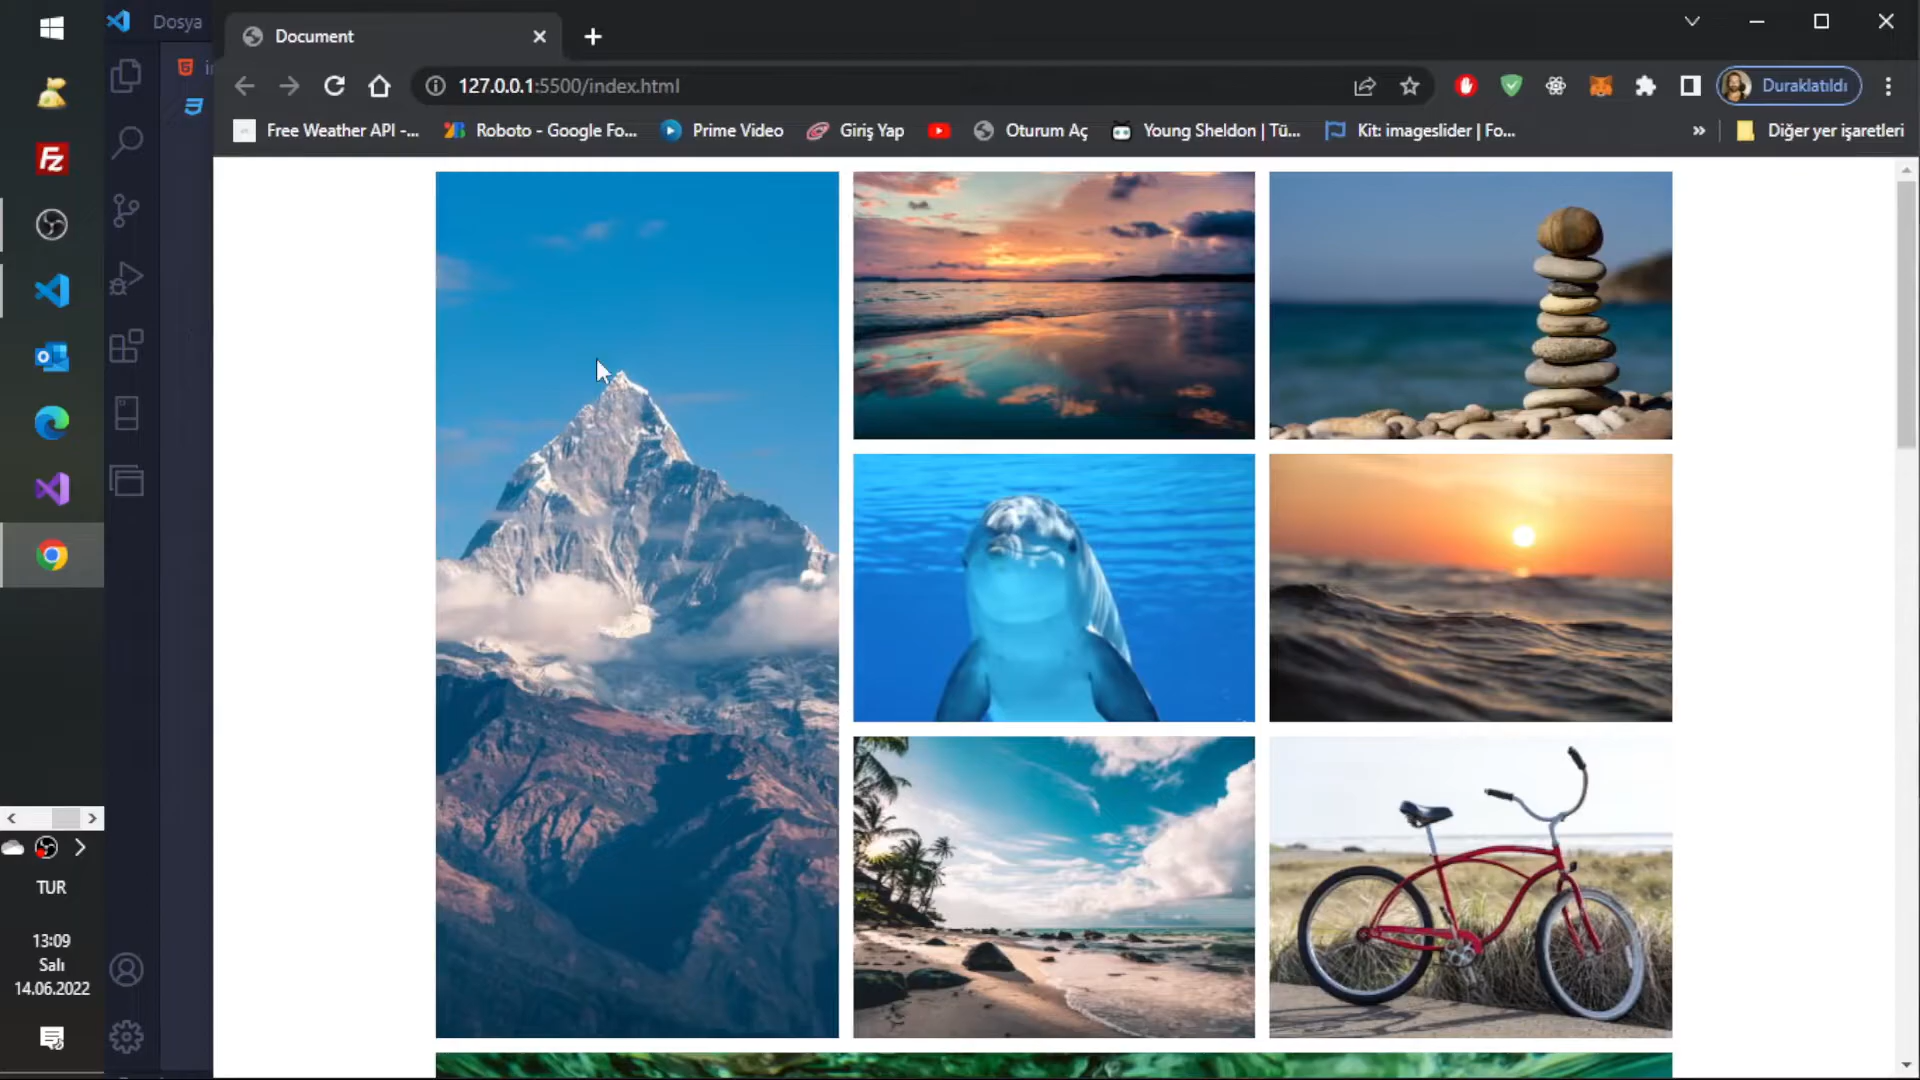 Dosya
Document
127.0.0.1:5500/index.html
Duraklatıldı
Free Weather API -...
Roboto - Google Fo...
Prime Video
Giriş Yap
Oturum Aç
Young Sheldon | Tü...
Kit: imageslider | Fo...
»
Diğer yer işaretleri
TUR
13:09
Salı
14.06.2022